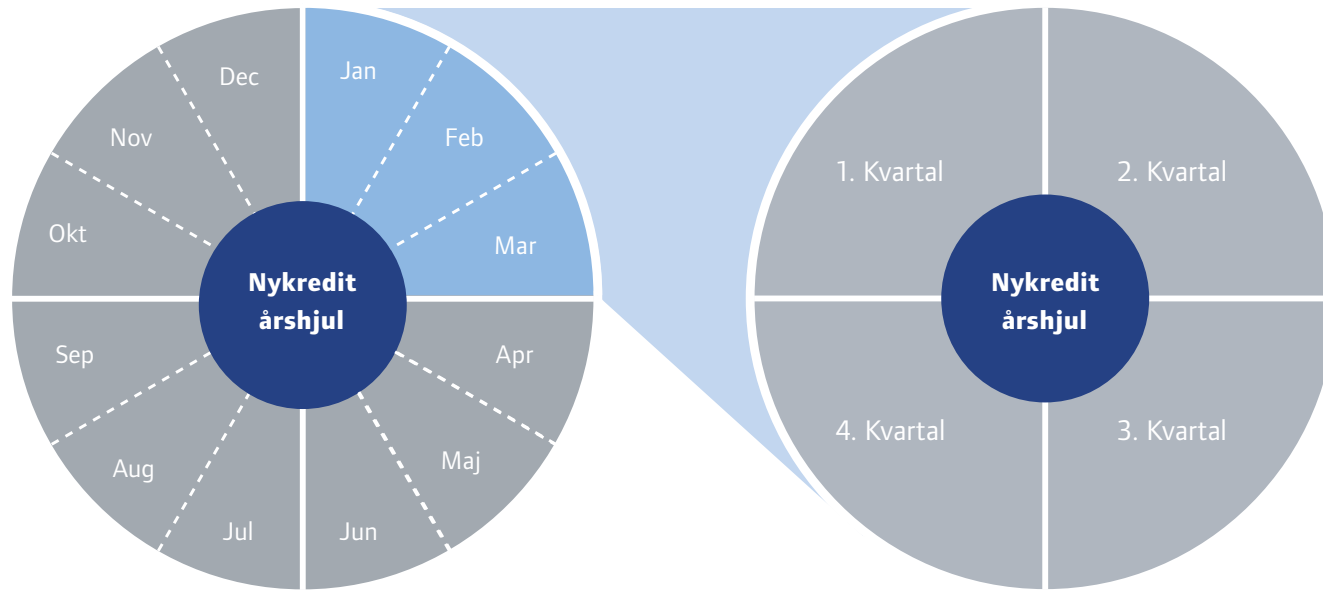 Jan
Feb
Mar
Apr
Maj
Jun
Jul
Aug
Sep
Okt
Nov
Dec
Nykredit
årshjul
1. Kvartal
2. Kvartal
3. Kvartal
4. Kvartal
Nykredit
årshjul